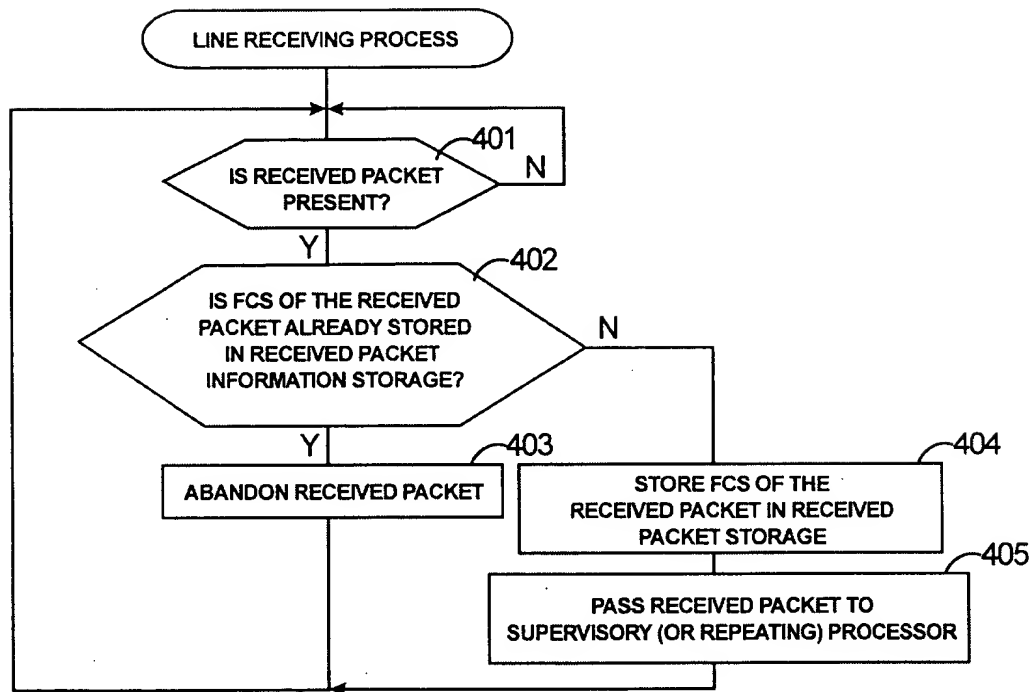 LINE RECEIVING PROCESS
401
IS RECEIVED PACKET
PRESENT?
N
Y
402
IS FCS OF THE RECEIVED
PACKET ALREADY STORED
IN RECEIVED PACKET
INFORMATION STORAGE?
N
Y
403
ABANDON RECEIVED PACKET
404
STORE FCS OF THE
RECEIVED PACKET IN RECEIVED
PACKET STORAGE
405
PASS RECEIVED PACKET TO
SUPERVISORY (OR REPEATING) PROCESSOR